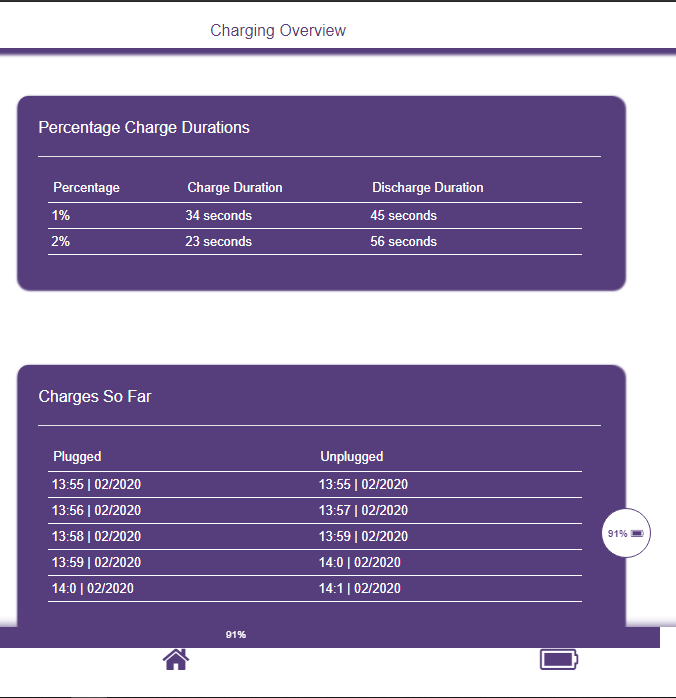 Charging Overview
Percentage Charge Durations
Percentage Charge Duration Discharge Duration
1% 34 seconds 45 seconds
2% 23 seconds 56 seconds
Charges So Far
Plugged Unplugged
13:55 | 02/2020 13:55 | 02/2020
13:56 | 02/2020 13:57 | 02/2020
13:58 | 02/2020 13:59 | 02/2020
91%
13:59 | 02/2020 14:0 | 02/2020
14:0 | 02/2020 14:1 | 02/2020
91%